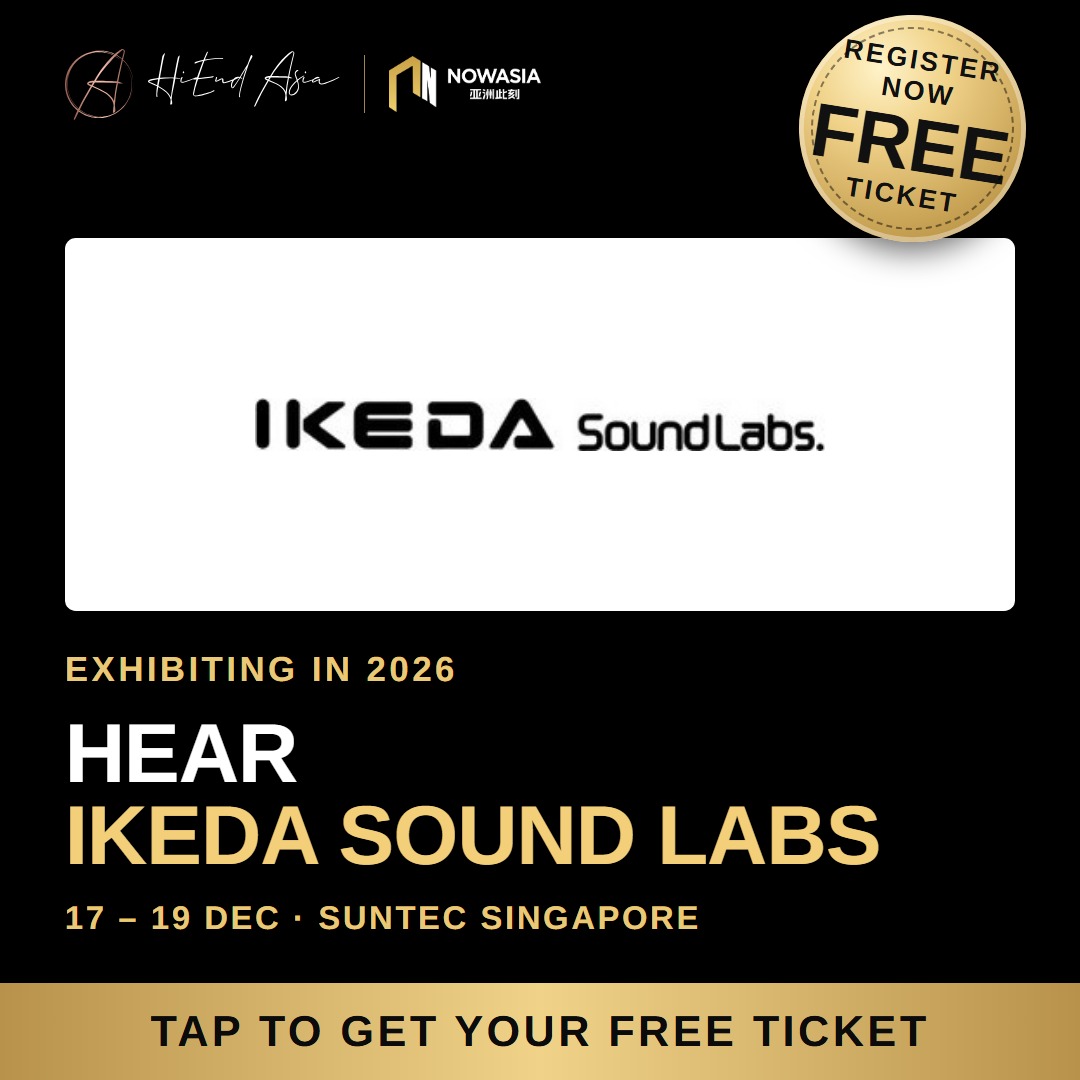 HiEnd Asia
NOWASIA
亚洲此刻
REGISTER
NOW
FREE
TICKET
IKEDA SoundLabs.
EXHIBITING IN 2026
HEAR
IKEDA SOUND LABS
17 – 19 DEC · SUNTEC SINGAPORE
TAP TO GET YOUR FREE TICKET